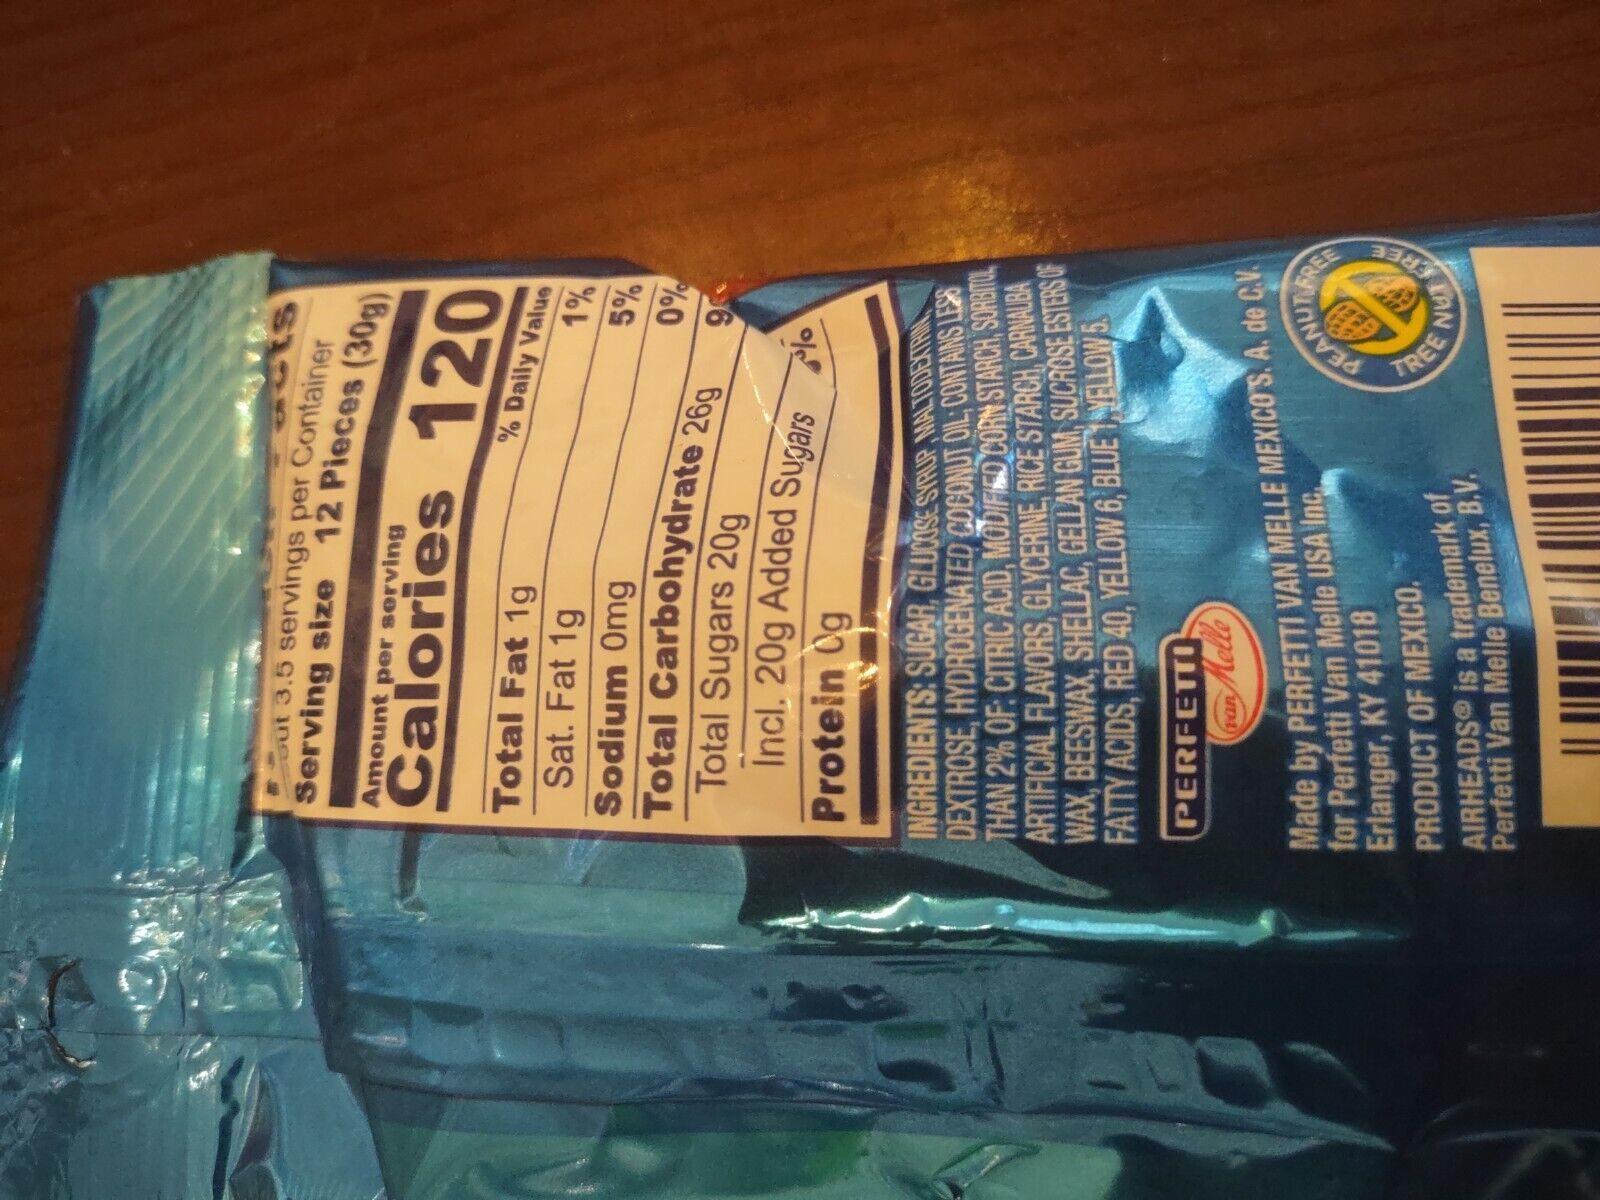 About 3.5 servings per Container
Serving size 12 Pieces (30g)
Amount per serving
Calories 120
% Daily Value
Total Fat 1g 1%
Sat. Fat 1g 5%
Sodium 0mg 0%
Total Carbohydrate 26g
Total Sugars 20g
Incl. 20g Added Sugars
Protein 0g
INGREDIENTS: SUGAR, GLUCOSE SYRUP, MALTODEXTRIN,
DEXTROSE, HYDROGENATED COCONUT OIL, CONTAINS LESS
THAN 2% OF: CITRIC ACID, MODIFIED CORN STARCH, SORBITOL,
ARTIFICIAL FLAVORS, GLYCERINE, RICE STARCH, CARNAUBA
WAX, BEESWAX, SHELLAC, GELLAN GUM, SUCROSE ESTERS OF
FATTY ACIDS, RED 40, YELLOW 6, BLUE 1, YELLOW 5.
PERFETTI
van Melle
Made by PERFETTI VAN MELLE MEXICO S. A. de C.V.
for Perfetti Van Melle USA Inc.,
Erlanger, KY 41018
PRODUCT OF MEXICO.
AIRHEADS® is a trademark of
Perfetti Van Melle Benelux, B.V.
PEANUT FREE
TREE NUT FREE